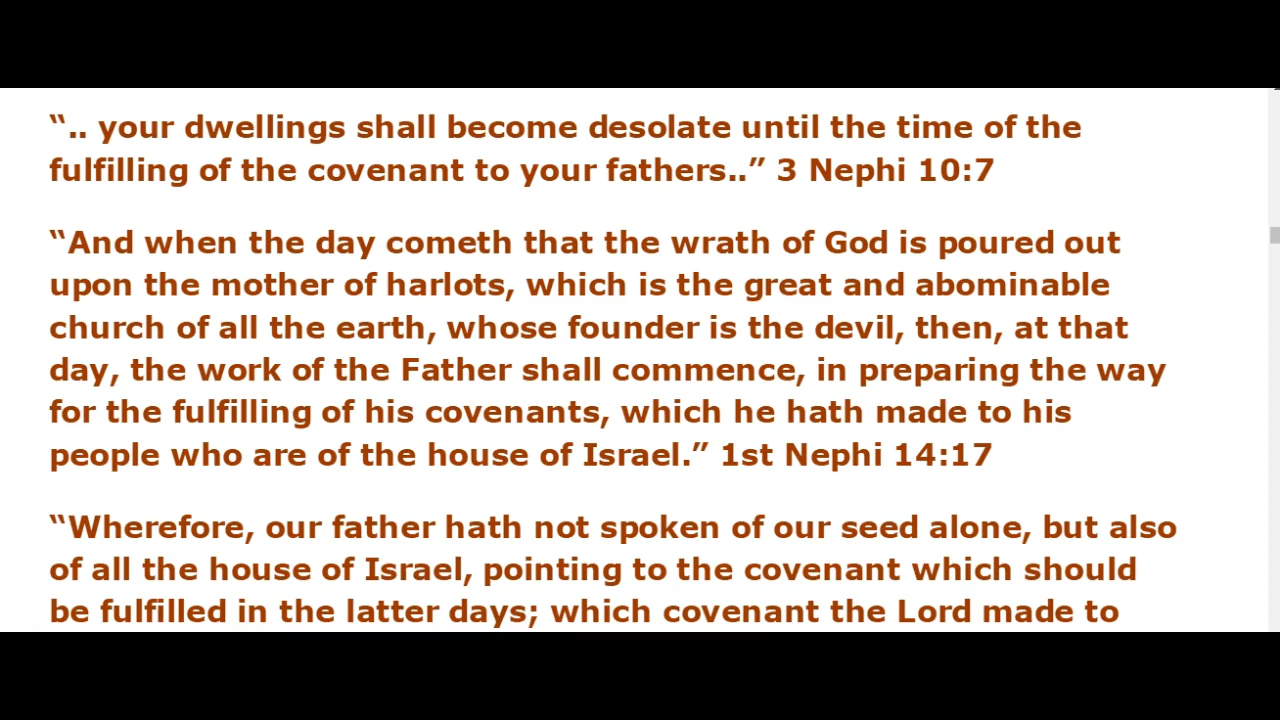 “.. your dwellings shall become desolate until the time of the
fulfilling of the covenant to your fathers..” 3 Nephi 10:7
“And when the day cometh that the wrath of God is poured out
upon the mother of harlots, which is the great and abominable
church of all the earth, whose founder is the devil, then, at that
day, the work of the Father shall commence, in preparing the way
for the fulfilling of his covenants, which he hath made to his
people who are of the house of Israel.” 1st Nephi 14:17
“Wherefore, our father hath not spoken of our seed alone, but also
of all the house of Israel, pointing to the covenant which should
be fulfilled in the latter days; which covenant the Lord made to